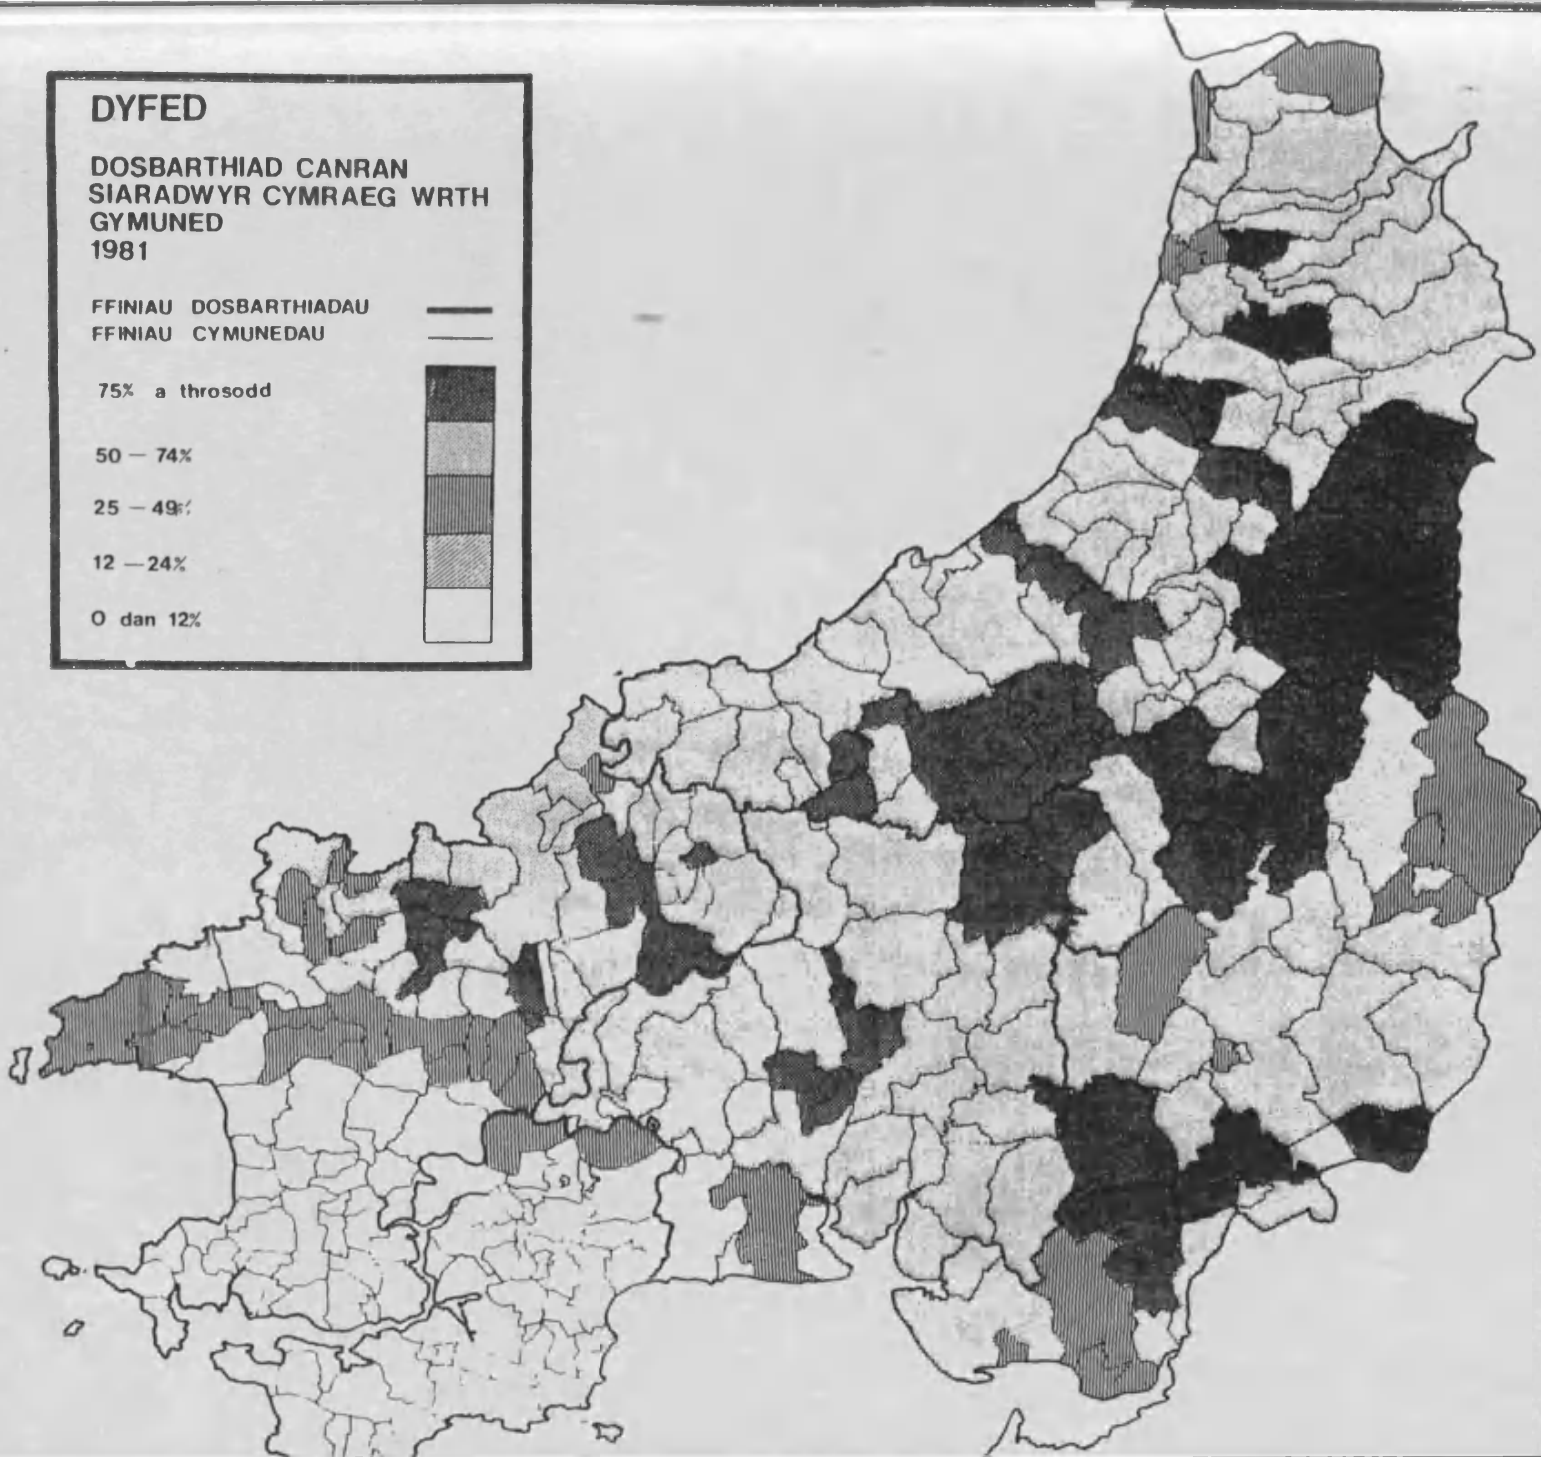 DYFED
DOSBARTHIAD CANRAN
SIARADWYR CYMRAEG WRTH
GYMUNED
1981
FFINIAU DOSBARTHIADAU
FFINIAU CYMUNEDAU
75% a throsodd
50 — 74%
25 — 49%
12 — 24%
O dan 12%